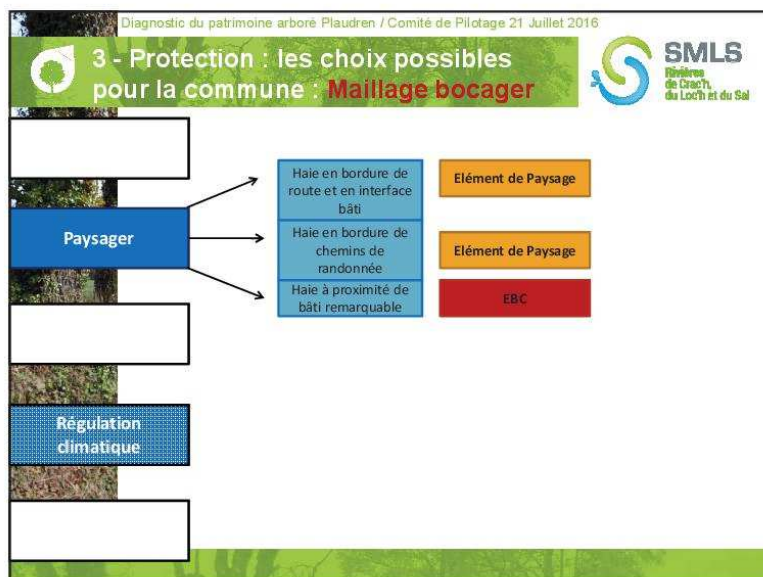 Diagnostic du patrimoine arboré Plaudren / Comité de Pilotage 21 Juillet 2016
3 - Protection : les choix possibles
pour la commune : Maillage bocager
SMLS
Rivières
de Crac'h,
du Loc'h et du Sal
Haie en bordure de
route et en interface
bâti
Elément de Paysage
Paysager
Haie en bordure de
chemins de
randonnée
Elément de Paysage
Haie à proximité de
bâti remarquable
EBC
Régulation
climatique